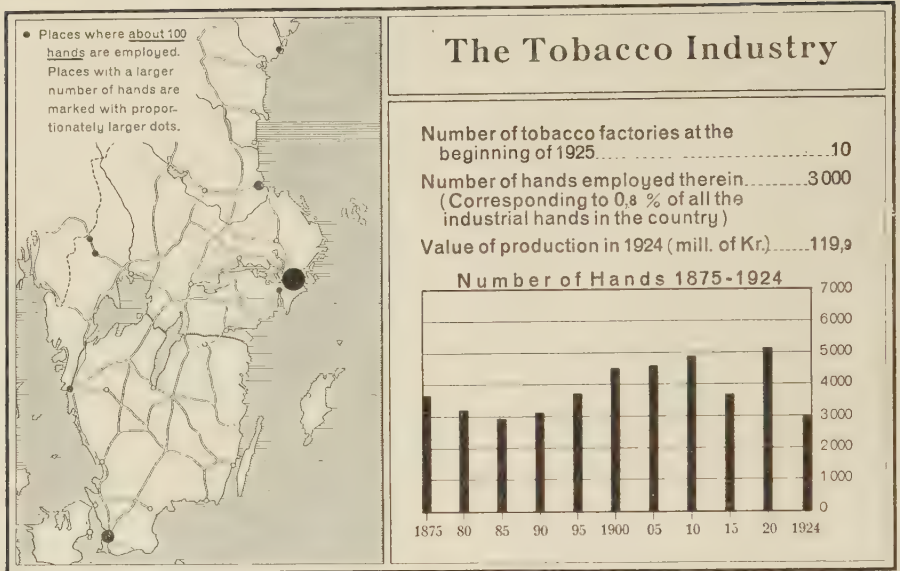 Places where about 100
hands are employed.
Places with a larger
number of hands are
marked with propor-
tionately larger dots.
The Tobacco Industry
Number of tobacco factories at the
beginning of 1925..... ..... ..................10
Number of hands employed therein.........3000
(Corresponding to 0,8 % of all the
industrial hands in the country)
Value of production in 1924 (mill. of Kr.)......119,9
Number of Hands 1875-1924
7000
6000
5000
4000
3000
2000
1000
0
1875 80 85 90 95 1900 05 10 15 20 1924